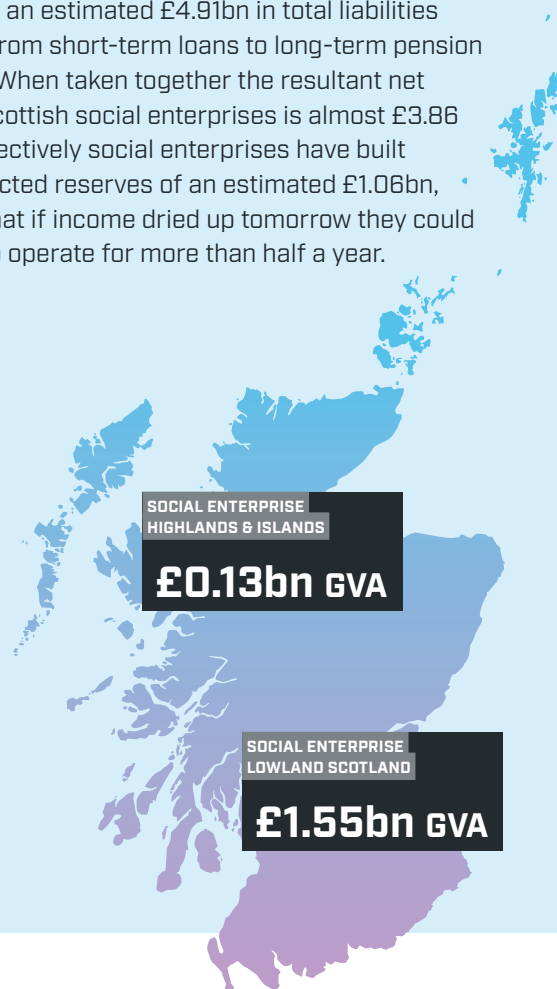 an estimated £4.91bn in total liabilities
rom short-term loans to long-term pension
When taken together the resultant net
cottish social enterprises is almost £3.86
ectively social enterprises have built
cted reserves of an estimated £1.06bn,
at if income dried up tomorrow they could
operate for more than half a year.
SOCIAL ENTERPRISE
HIGHLANDS & ISLANDS
£0.13bn GVA
SOCIAL ENTERPRISE
LOWLAND SCOTLAND
£1.55bn GVA